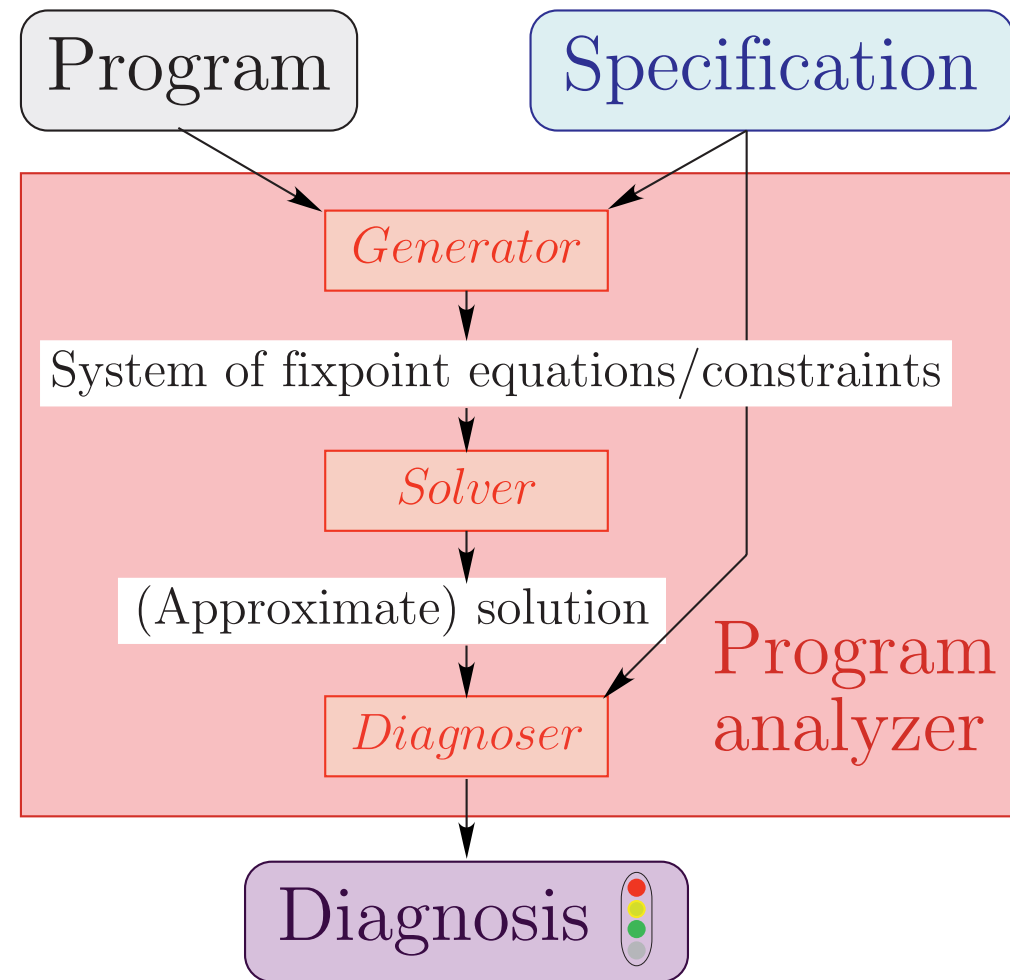 Program
Specification
Generator
System of fixpoint equations/constraints
Solver
(Approximate) solution
Program
analyzer
Diagnoser
Diagnosis